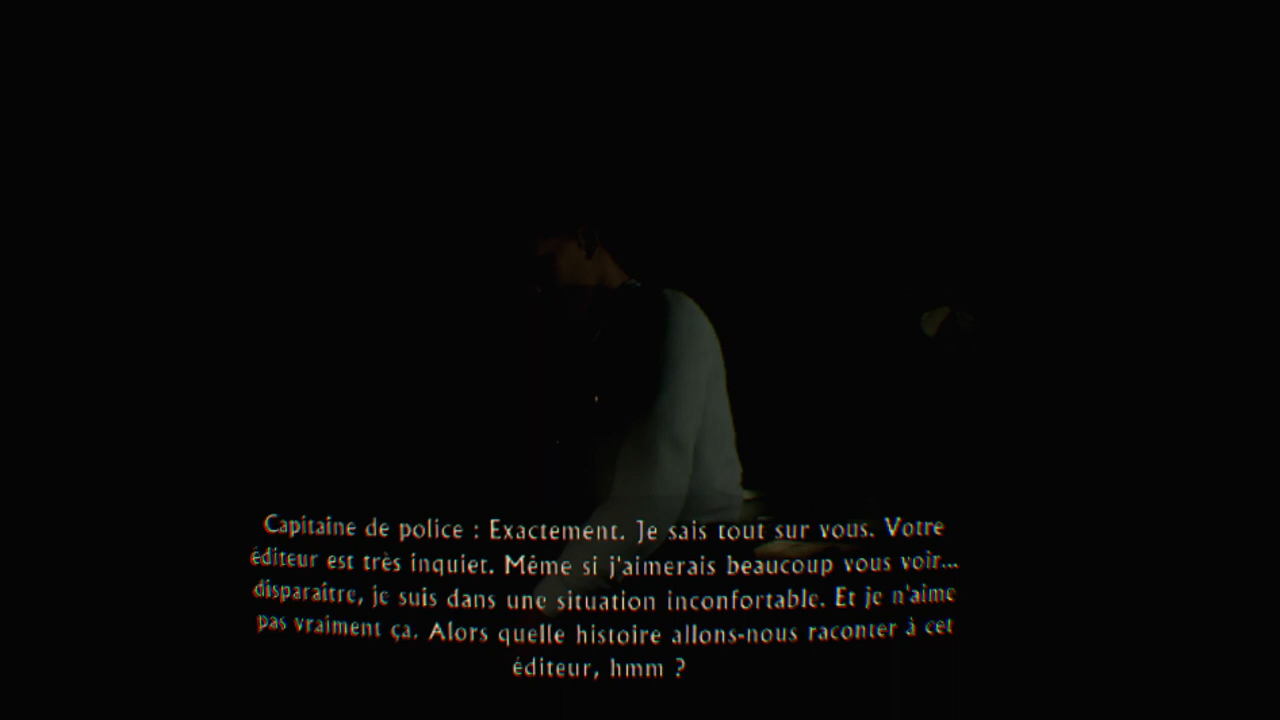 Capitaine de police : Exactement. Je sais tout sur vous. Votre
éditeur est très inquiet. Même si j'aimerais beaucoup vous voir...
disparaître, je suis dans une situation inconfortable. Et je n'aime
pas vraiment ça. Alors quelle histoire allons-nous raconter à cet
éditeur, hmm ?